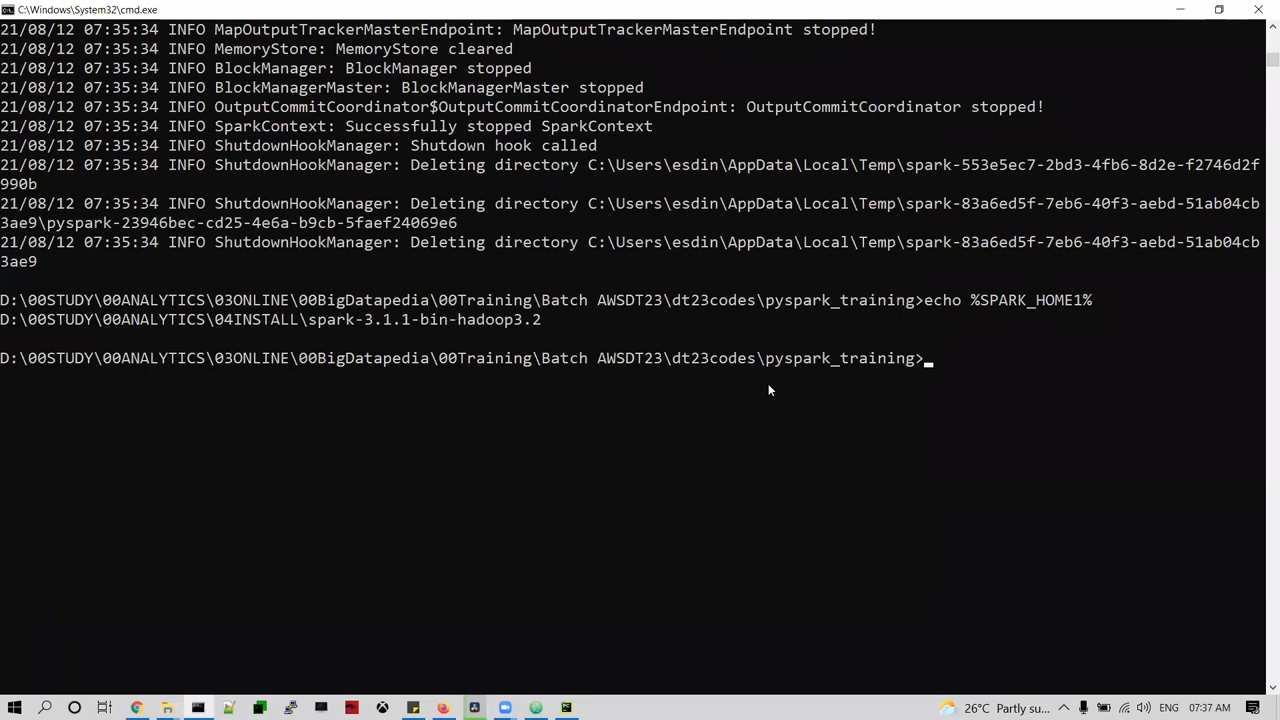 C:\Windows\System32\cmd.exe
21/08/12 07:35:34 INFO MapOutputTrackerMasterEndpoint: MapOutputTrackerMasterEndpoint stopped!
21/08/12 07:35:34 INFO MemoryStore: MemoryStore cleared
21/08/12 07:35:34 INFO BlockManager: BlockManager stopped
21/08/12 07:35:34 INFO BlockManagerMaster: BlockManagerMaster stopped
21/08/12 07:35:34 INFO OutputCommitCoordinator$OutputCommitCoordinatorEndpoint: OutputCommitCoordinator stopped!
21/08/12 07:35:34 INFO SparkContext: Successfully stopped SparkContext
21/08/12 07:35:34 INFO ShutdownHookManager: Shutdown hook called
21/08/12 07:35:34 INFO ShutdownHookManager: Deleting directory C:\Users\esdin\AppData\Local\Temp\spark-553e5ec7-2bd3-4fb6-8d2e-f2746d2f
990b
21/08/12 07:35:34 INFO ShutdownHookManager: Deleting directory C:\Users\esdin\AppData\Local\Temp\spark-83a6ed5f-7eb6-40f3-aebd-51ab04cb
3ae9\pyspark-23946bec-cd25-4e6a-b9cb-5faef24069e6
21/08/12 07:35:34 INFO ShutdownHookManager: Deleting directory C:\Users\esdin\AppData\Local\Temp\spark-83a6ed5f-7eb6-40f3-aebd-51ab04cb
3ae9
D:\00STUDY\00ANALYTICS\03ONLINE\00BigDatapedia\00Training\Batch AWSDT23\dt23codes\pyspark_training>echo %SPARK_HOME1%
D:\00STUDY\00ANALYTICS\04INSTALL\spark-3.1.1-bin-hadoop3.2
D:\00STUDY\00ANALYTICS\03ONLINE\00BigDatapedia\00Training\Batch AWSDT23\dt23codes\pyspark_training>
26°C Partly su... ENG 07:37 AM